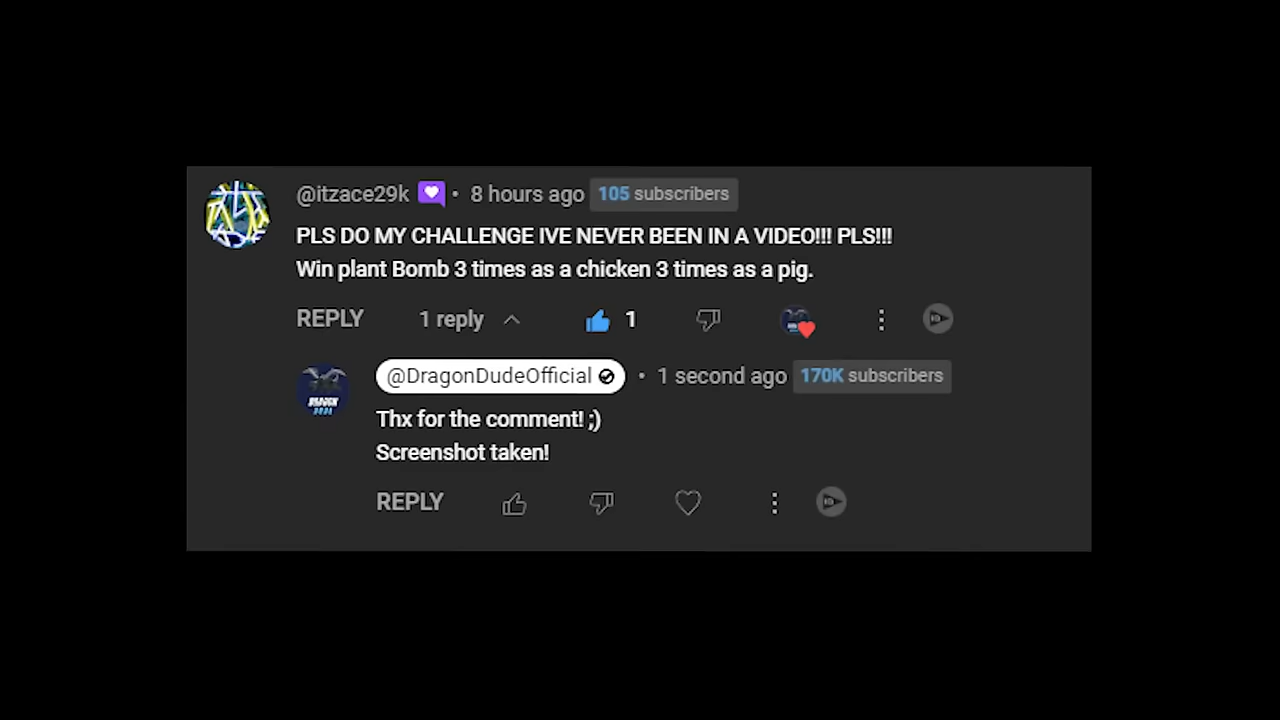 @itzace29k • 8 hours ago 105 subscribers
PLS DO MY CHALLENGE IVE NEVER BEEN IN A VIDEO!!! PLS!!!
Win plant Bomb 3 times as a chicken 3 times as a pig.
REPLY 1 reply 1
@DragonDudeOfficial • 1 second ago 170K subscribers
DRAGON
DUDE
Thx for the comment! ;)
Screenshot taken!
REPLY